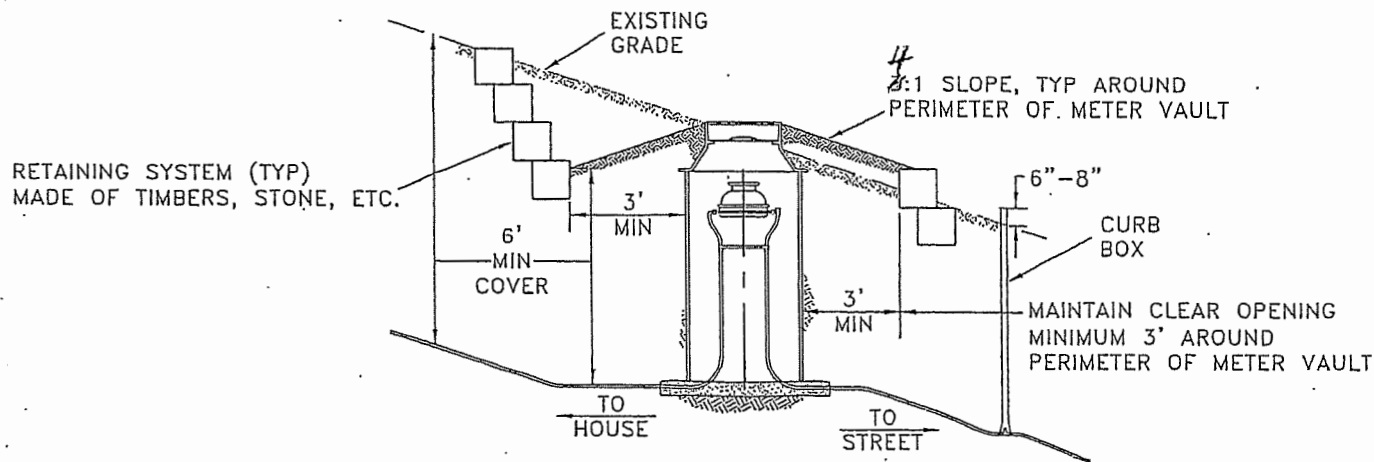 EXISTING
GRADE
4
3:1 SLOPE, TYP AROUND
PERIMETER OF. METER VAULT
RETAINING SYSTEM (TYP)
MADE OF TIMBERS, STONE, ETC.
6"-8"
3'
MIN
CURB
BOX
6'
MIN
COVER
3'
MIN
MAINTAIN CLEAR OPENING
MINIMUM 3' AROUND
PERIMETER OF METER VAULT
TO
HOUSE
TO
STREET